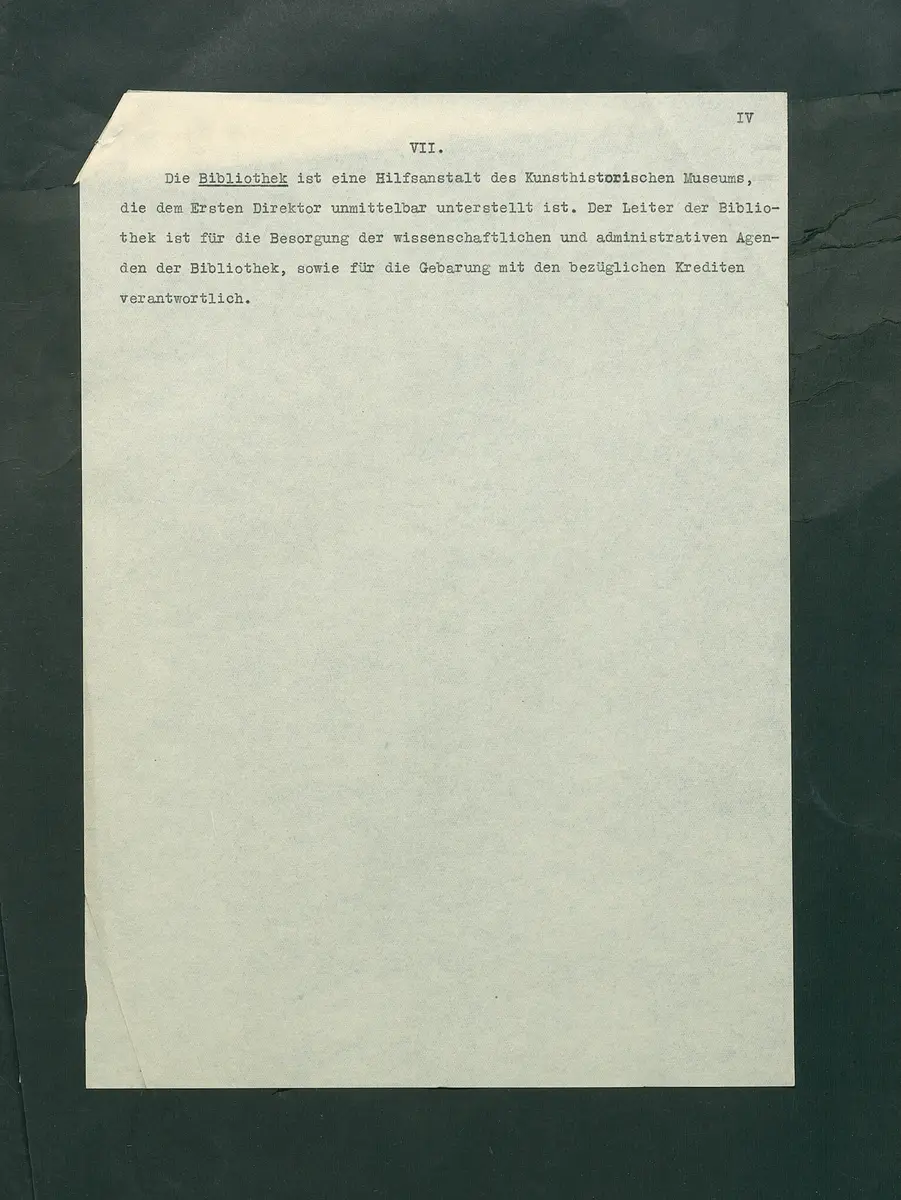 IV
VII.
Die Bibliothek ist eine Hilfsanstalt des Kunsthistorischen Museums,
die dem Ersten Direktor unmittelbar unterstellt ist. Der Leiter der Biblio-
thek ist für die Besorgung der wissenschaftlichen und administrativen Agen-
den der Bibliothek, sowie für die Gebarung mit den bezüglichen Krediten
verantwortlich.